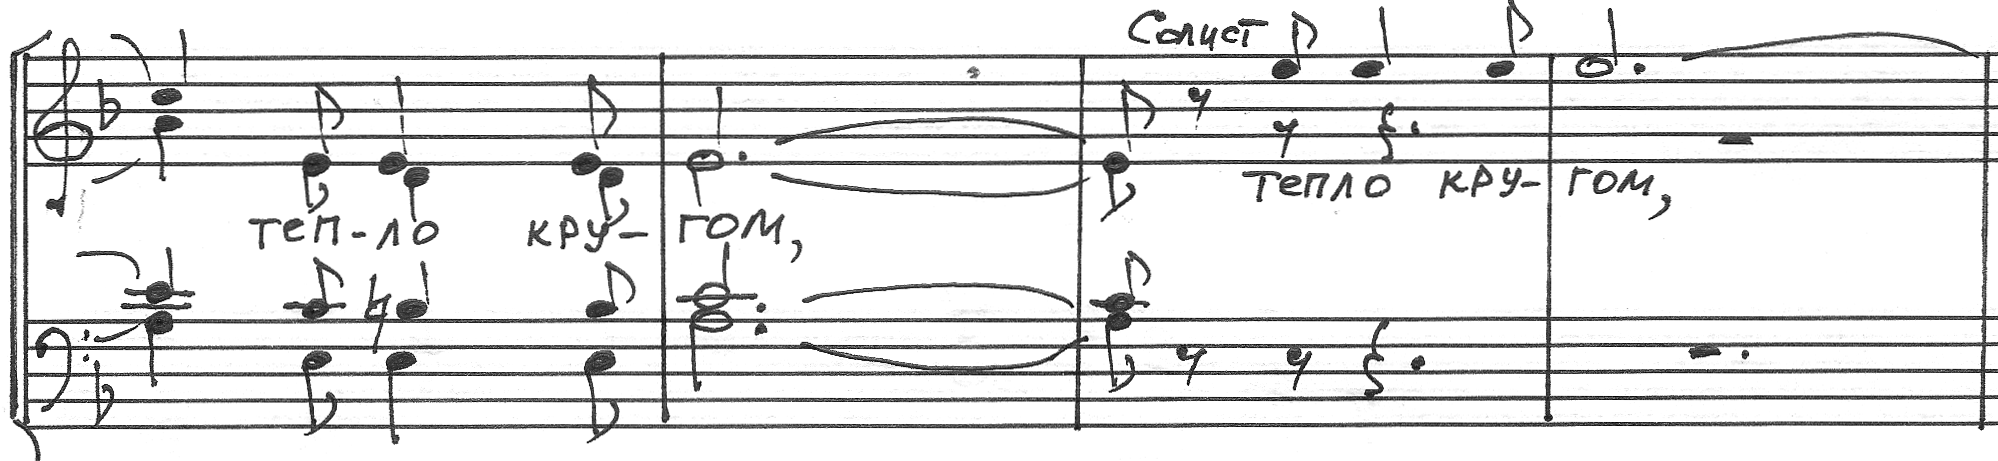 Солист
тепло кру- гом,
теп-ло кру- гом,